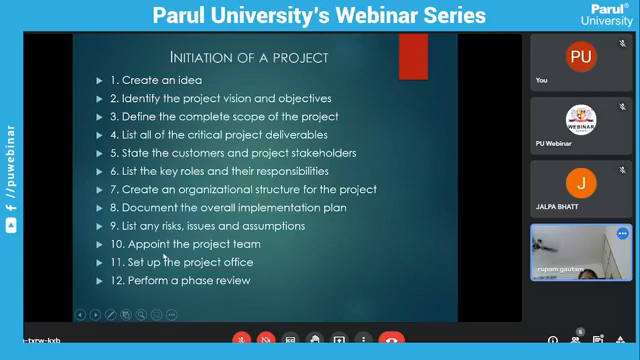 Parul University's Webinar Series
Parul®
University
INITIATION OF A PROJECT
1. Create an idea
2. Identify the project vision and objectives
3. Define the complete scope of the project
4. List all of the critical project deliverables
5. State the customers and project stakeholders
6. List the key roles and their responsibilities
7. Create an organizational structure for the project
8. Document the overall implementation plan
9. List any risks, issues and assumptions
10. Appoint the project team
11. Set up the project office
12. Perform a phase review
/puwebinar
PU
You
WEBINAR
PU Webinar
J
JALPA BHATT
rupam gautam
-txrw-kxb
6